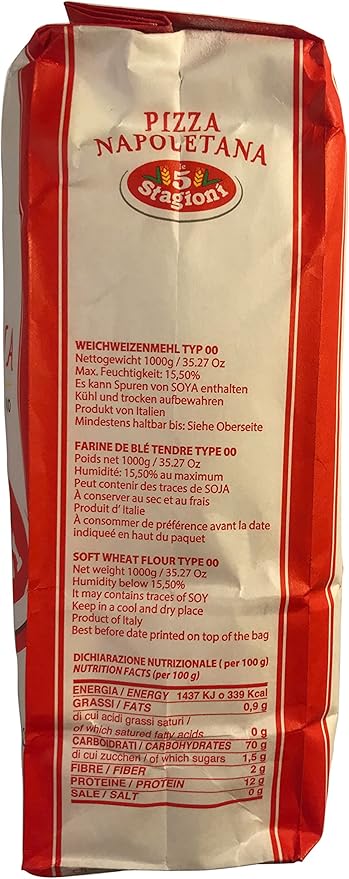 PIZZA
NAPOLETANA
le
5
Stagioni
WEICHWEIZENMEHL TYP 00
Nettogewicht 1000g / 35.27 Oz
Max. Feuchtigkeit: 15,50%
Es kann Spuren von SOYA enthalten
Kühl und trocken aufbewahren
Produkt von Italien
Mindestens haltbar bis: Siehe Oberseite
FARINE DE BLÉ TENDRE TYPE 00
Poids net 1000g / 35.27 Oz
Humidité: 15,50% au maximum
Peut contenir des traces de SOJA
À conserver au sec et au frais
Produit d' Italie
À consommer de préférence avant la date
indiqueé en haut du paquet
SOFT WHEAT FLOUR TYPE 00
Net weight 1000g / 35.27 Oz
Humidity below 15,50%
It may contains traces of SOY
Keep in a cool and dry place
Product of Italy
Best before date printed on top of the bag
DICHIARAZIONE NUTRIZIONALE ( per 100 g)
NUTRITION FACTS (per 100 g)
ENERGIA / ENERGY 1437 KJ o 339 Kcal
GRASSI / FATS 0,9 g
di cui acidi grassi saturi /
of which satured fatty acids 0 g
CARBOIDRATI / CARBOHYDRATES 70 g
di cui zuccheri / of which sugars 1,5 g
FIBRE / FIBER 2 g
PROTEINE / PROTEIN 12 g
SALE / SALT 0 g